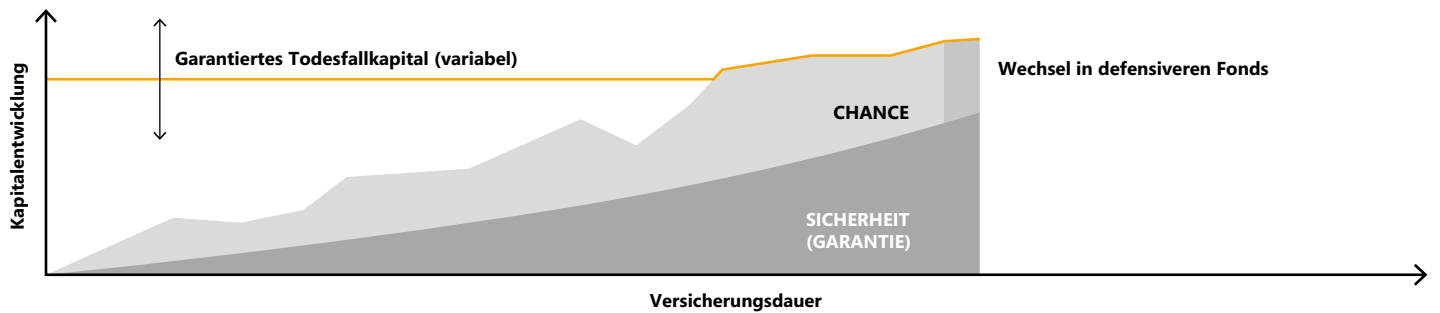 Garantiertes Todesfallkapital (variabel)
Wechsel in defensiveren Fonds
Kapitalentwicklung
CHANCE
SICHERHEIT
(GARANTIE)
Versicherungsdauer